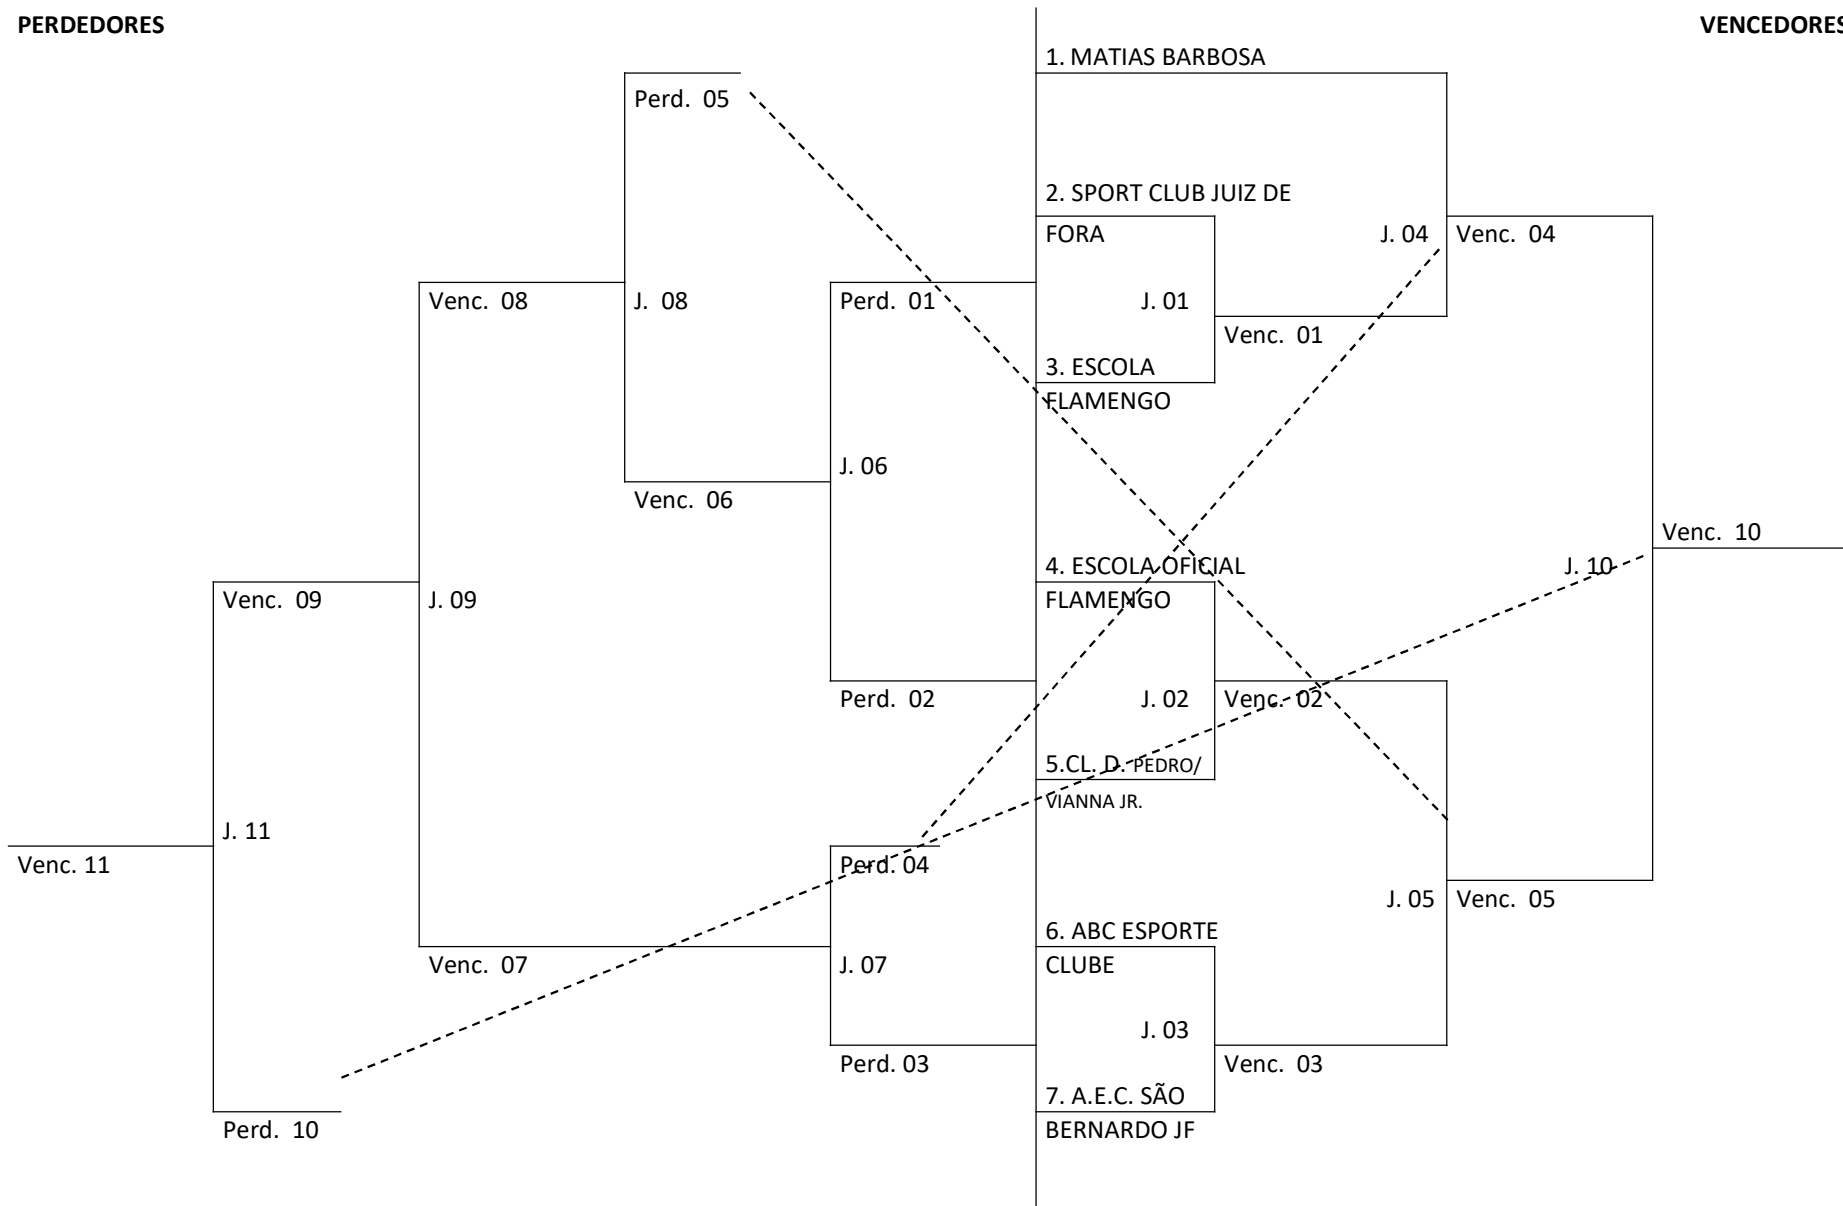 PERDEDORES
VENCEDORES
1. MATIAS BARBOSA
Perd. 05
2. SPORT CLUB JUIZ DE
FORA
J. 04
Venc. 04
Venc. 08
J. 08
Perd. 01
J. 01
Venc. 01
3. ESCOLA
FLAMENGO
J. 06
Venc. 06
Venc. 10
4. ESCOLA OFICIAL
J. 10
Venc. 09
J. 09
FLAMENGO
Perd. 02
J. 02
Venc. 02
5.CL. D. PEDRO/
VIANNA JR.
J. 11
Venc. 11
Perd. 04
J. 05
Venc. 05
6. ABC ESPORTE
Venc. 07
J. 07
CLUBE
J. 03
Perd. 03
Venc. 03
7. A.E.C. SÃO
Perd. 10
BERNARDO JF